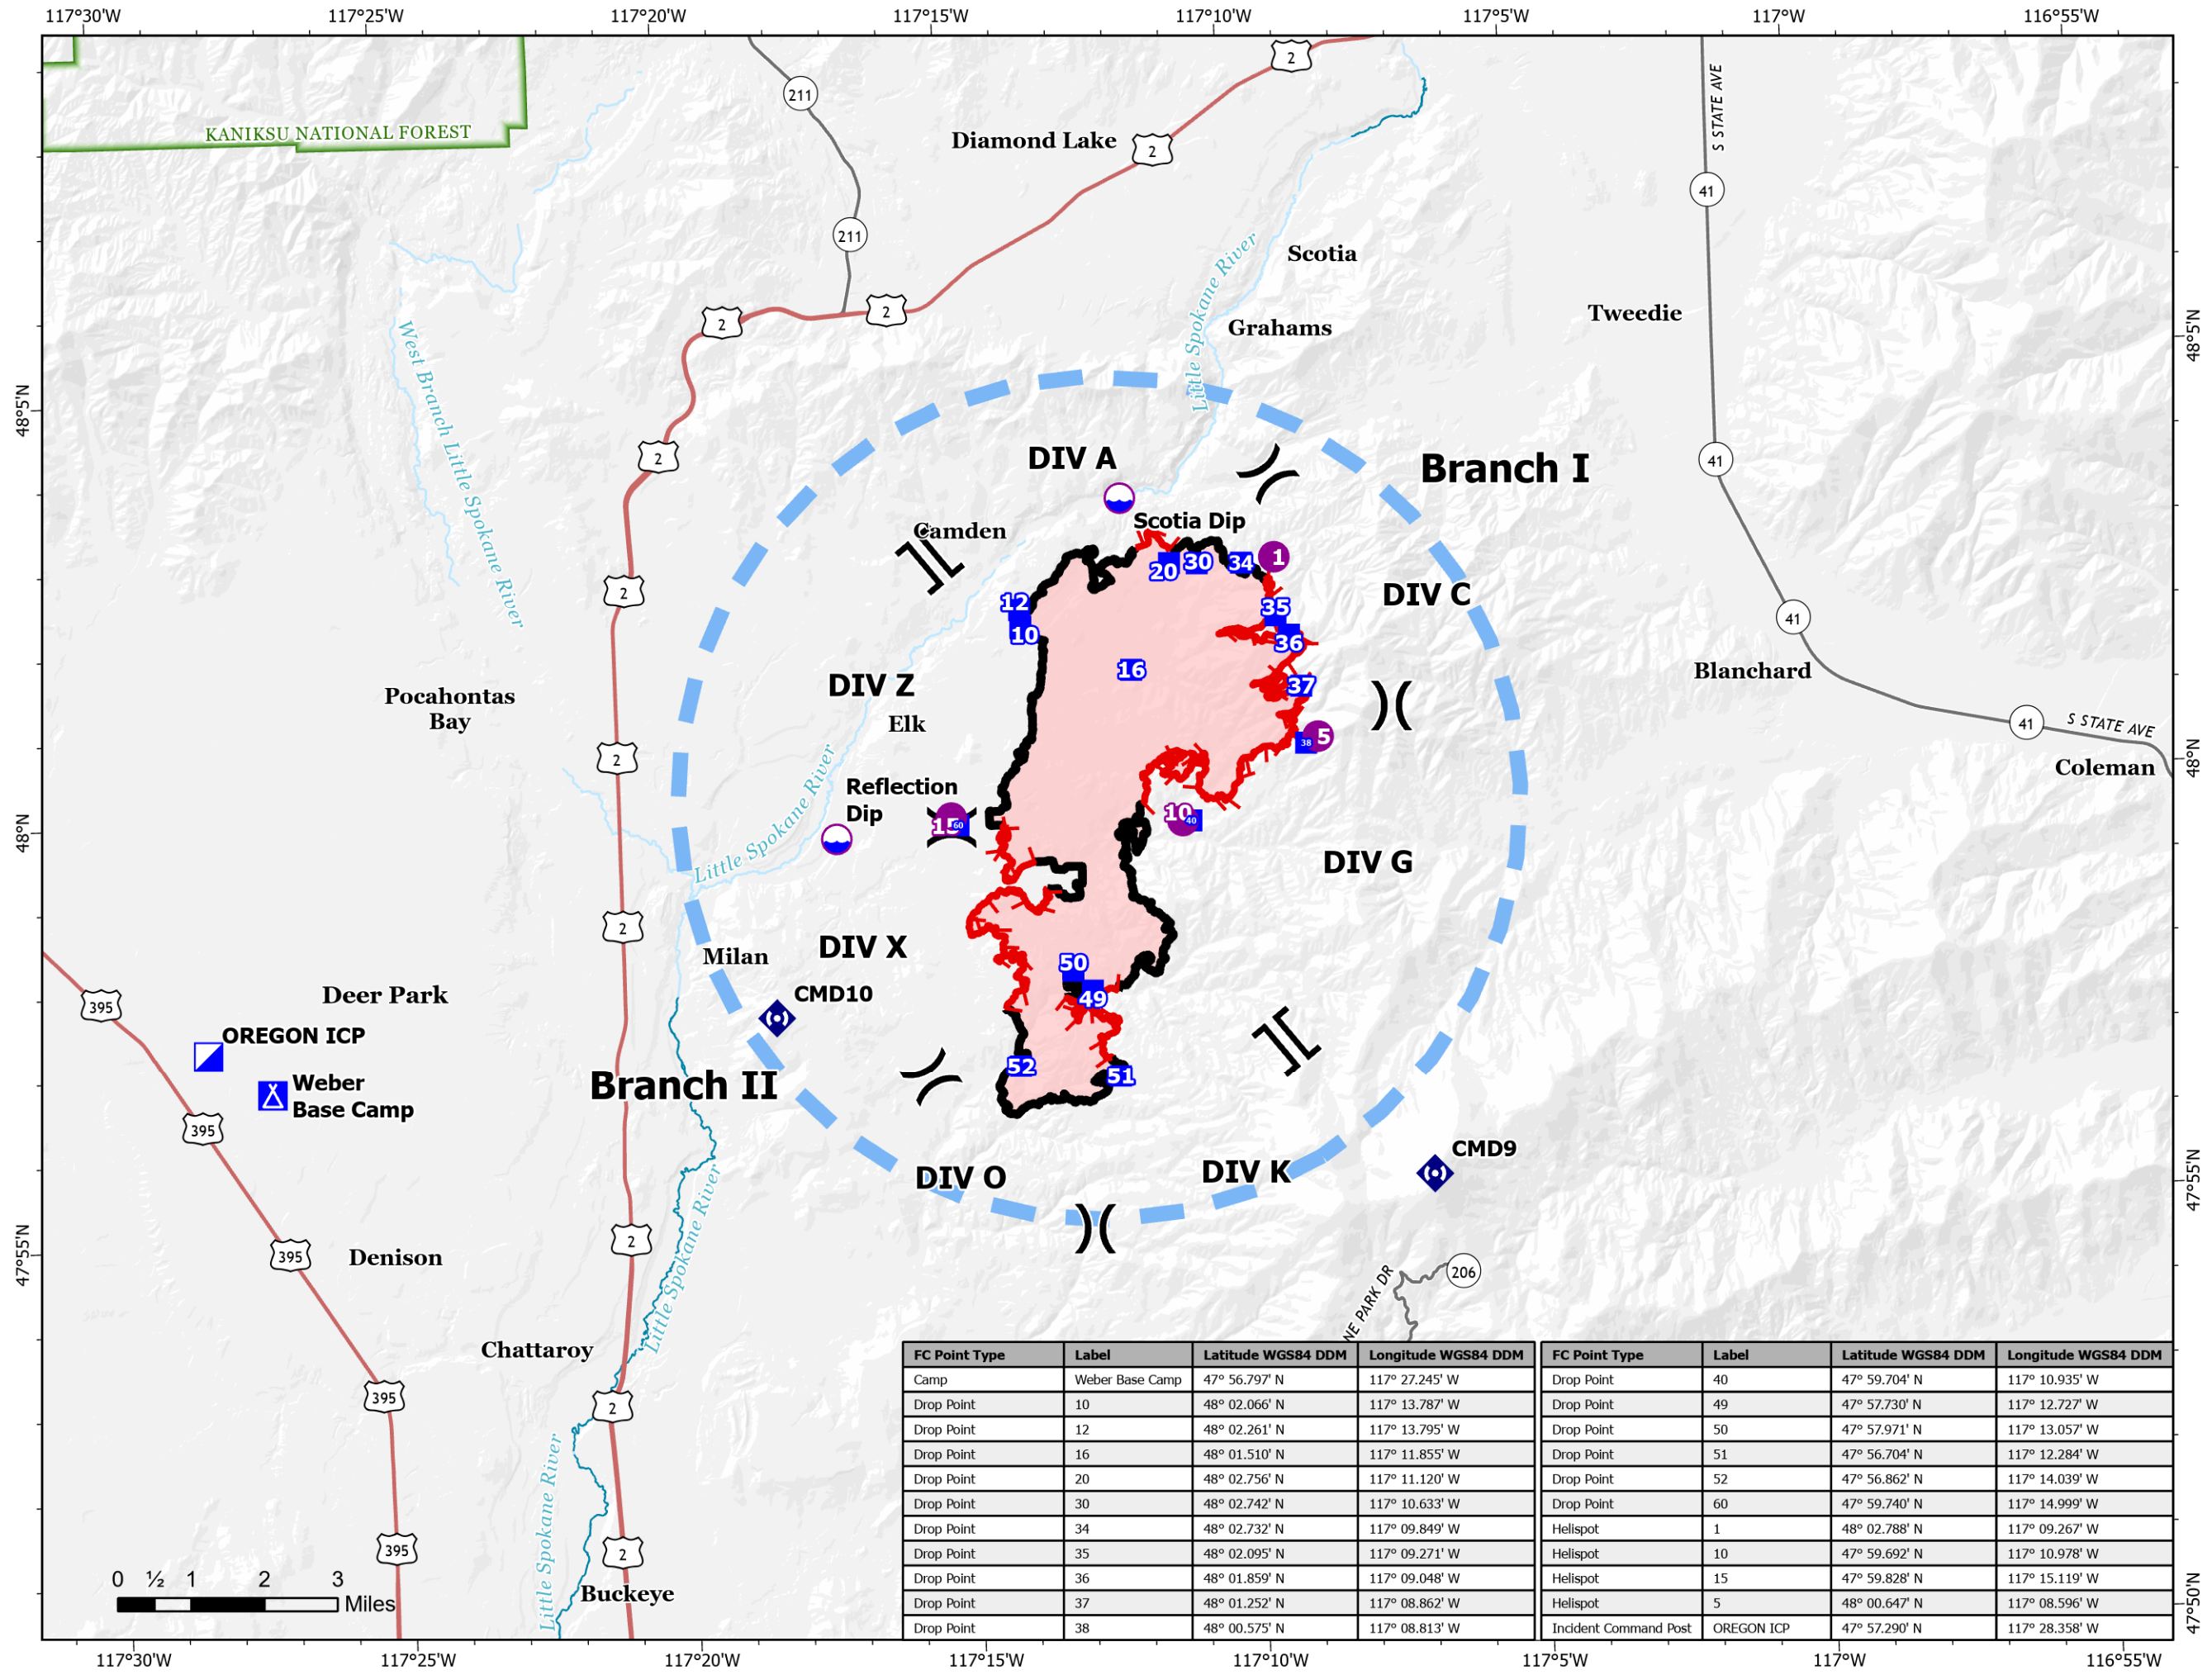 117°30'W 117°25'W 117°20'W 117°15'W 117°10'W 117°5'W 117°W 116°55'W
KANIKSU NATIONAL FOREST
211
2
Diamond Lake
2
S STATE AVE
41
211
Scotia
Little Spokane River
Tweedie
2
2
Grahams
48°5'N
West Branch Little Spokane River
48°5'N
2
DIV A
Branch I
41
Scotia Dip
Camden
20
30
34
1
2
DIV C
12
10
35
36
41
16
Blanchard
DIV Z
37
Pocahontas
Bay
Elk
5
38
41
S STATE AVE
2
48°N
Coleman
Reflection
Dip
15
60
10
40
48°N
Little Spokane River
DIV G
2
DIV X
Milan
50
49
CMD10
Deer Park
395
OREGON ICP
52
51
Branch II
Weber
Base Camp
395
CMD9
DIV O
DIV K
47°55'N
Little Spokane River
47°55'N
2
395
Denison
206
NE PARK DR
Chattaroy
395
2
Little Spokane River
395
2
Buckeye
0 ½ 1 2 3
Miles
47°50'N
FC Point Type Label Latitude WGS84 DDM Longitude WGS84 DDM
Camp Weber Base Camp 47° 56.797' N 117° 27.245' W
Drop Point 10 48° 02.066' N 117° 13.787' W
Drop Point 12 48° 02.261' N 117° 13.795' W
Drop Point 16 48° 01.510' N 117° 11.855' W
Drop Point 20 48° 02.756' N 117° 11.120' W
Drop Point 30 48° 02.742' N 117° 10.633' W
Drop Point 34 48° 02.732' N 117° 09.849' W
Drop Point 35 48° 02.095' N 117° 09.271' W
Drop Point 36 48° 01.859' N 117° 09.048' W
Drop Point 37 48° 01.252' N 117° 08.862' W
Drop Point 38 48° 00.575' N 117° 08.813' W
FC Point Type Label Latitude WGS84 DDM Longitude WGS84 DDM
Drop Point 40 47° 59.704' N 117° 10.935' W
Drop Point 49 47° 57.730' N 117° 12.727' W
Drop Point 50 47° 57.971' N 117° 13.057' W
Drop Point 51 47° 56.704' N 117° 12.284' W
Drop Point 52 47° 56.862' N 117° 14.039' W
Drop Point 60 47° 59.740' N 117° 14.999' W
Helispot 1 48° 02.788' N 117° 09.267' W
Helispot 10 47° 59.692' N 117° 10.978' W
Helispot 15 47° 59.828' N 117° 15.119' W
Helispot 5 48° 00.647' N 117° 08.596' W
Incident Command Post OREGON ICP 47° 57.290' N 117° 28.358' W
117°30'W 117°25'W 117°20'W 117°15'W 117°10'W 117°5'W 117°W 116°55'W